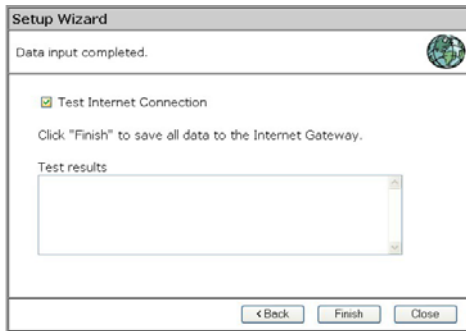 Setup Wizard
Data input completed.
Test Internet Connection
Click "Finish" to save all data to the Internet Gateway.
Test results
< Back Finish Close